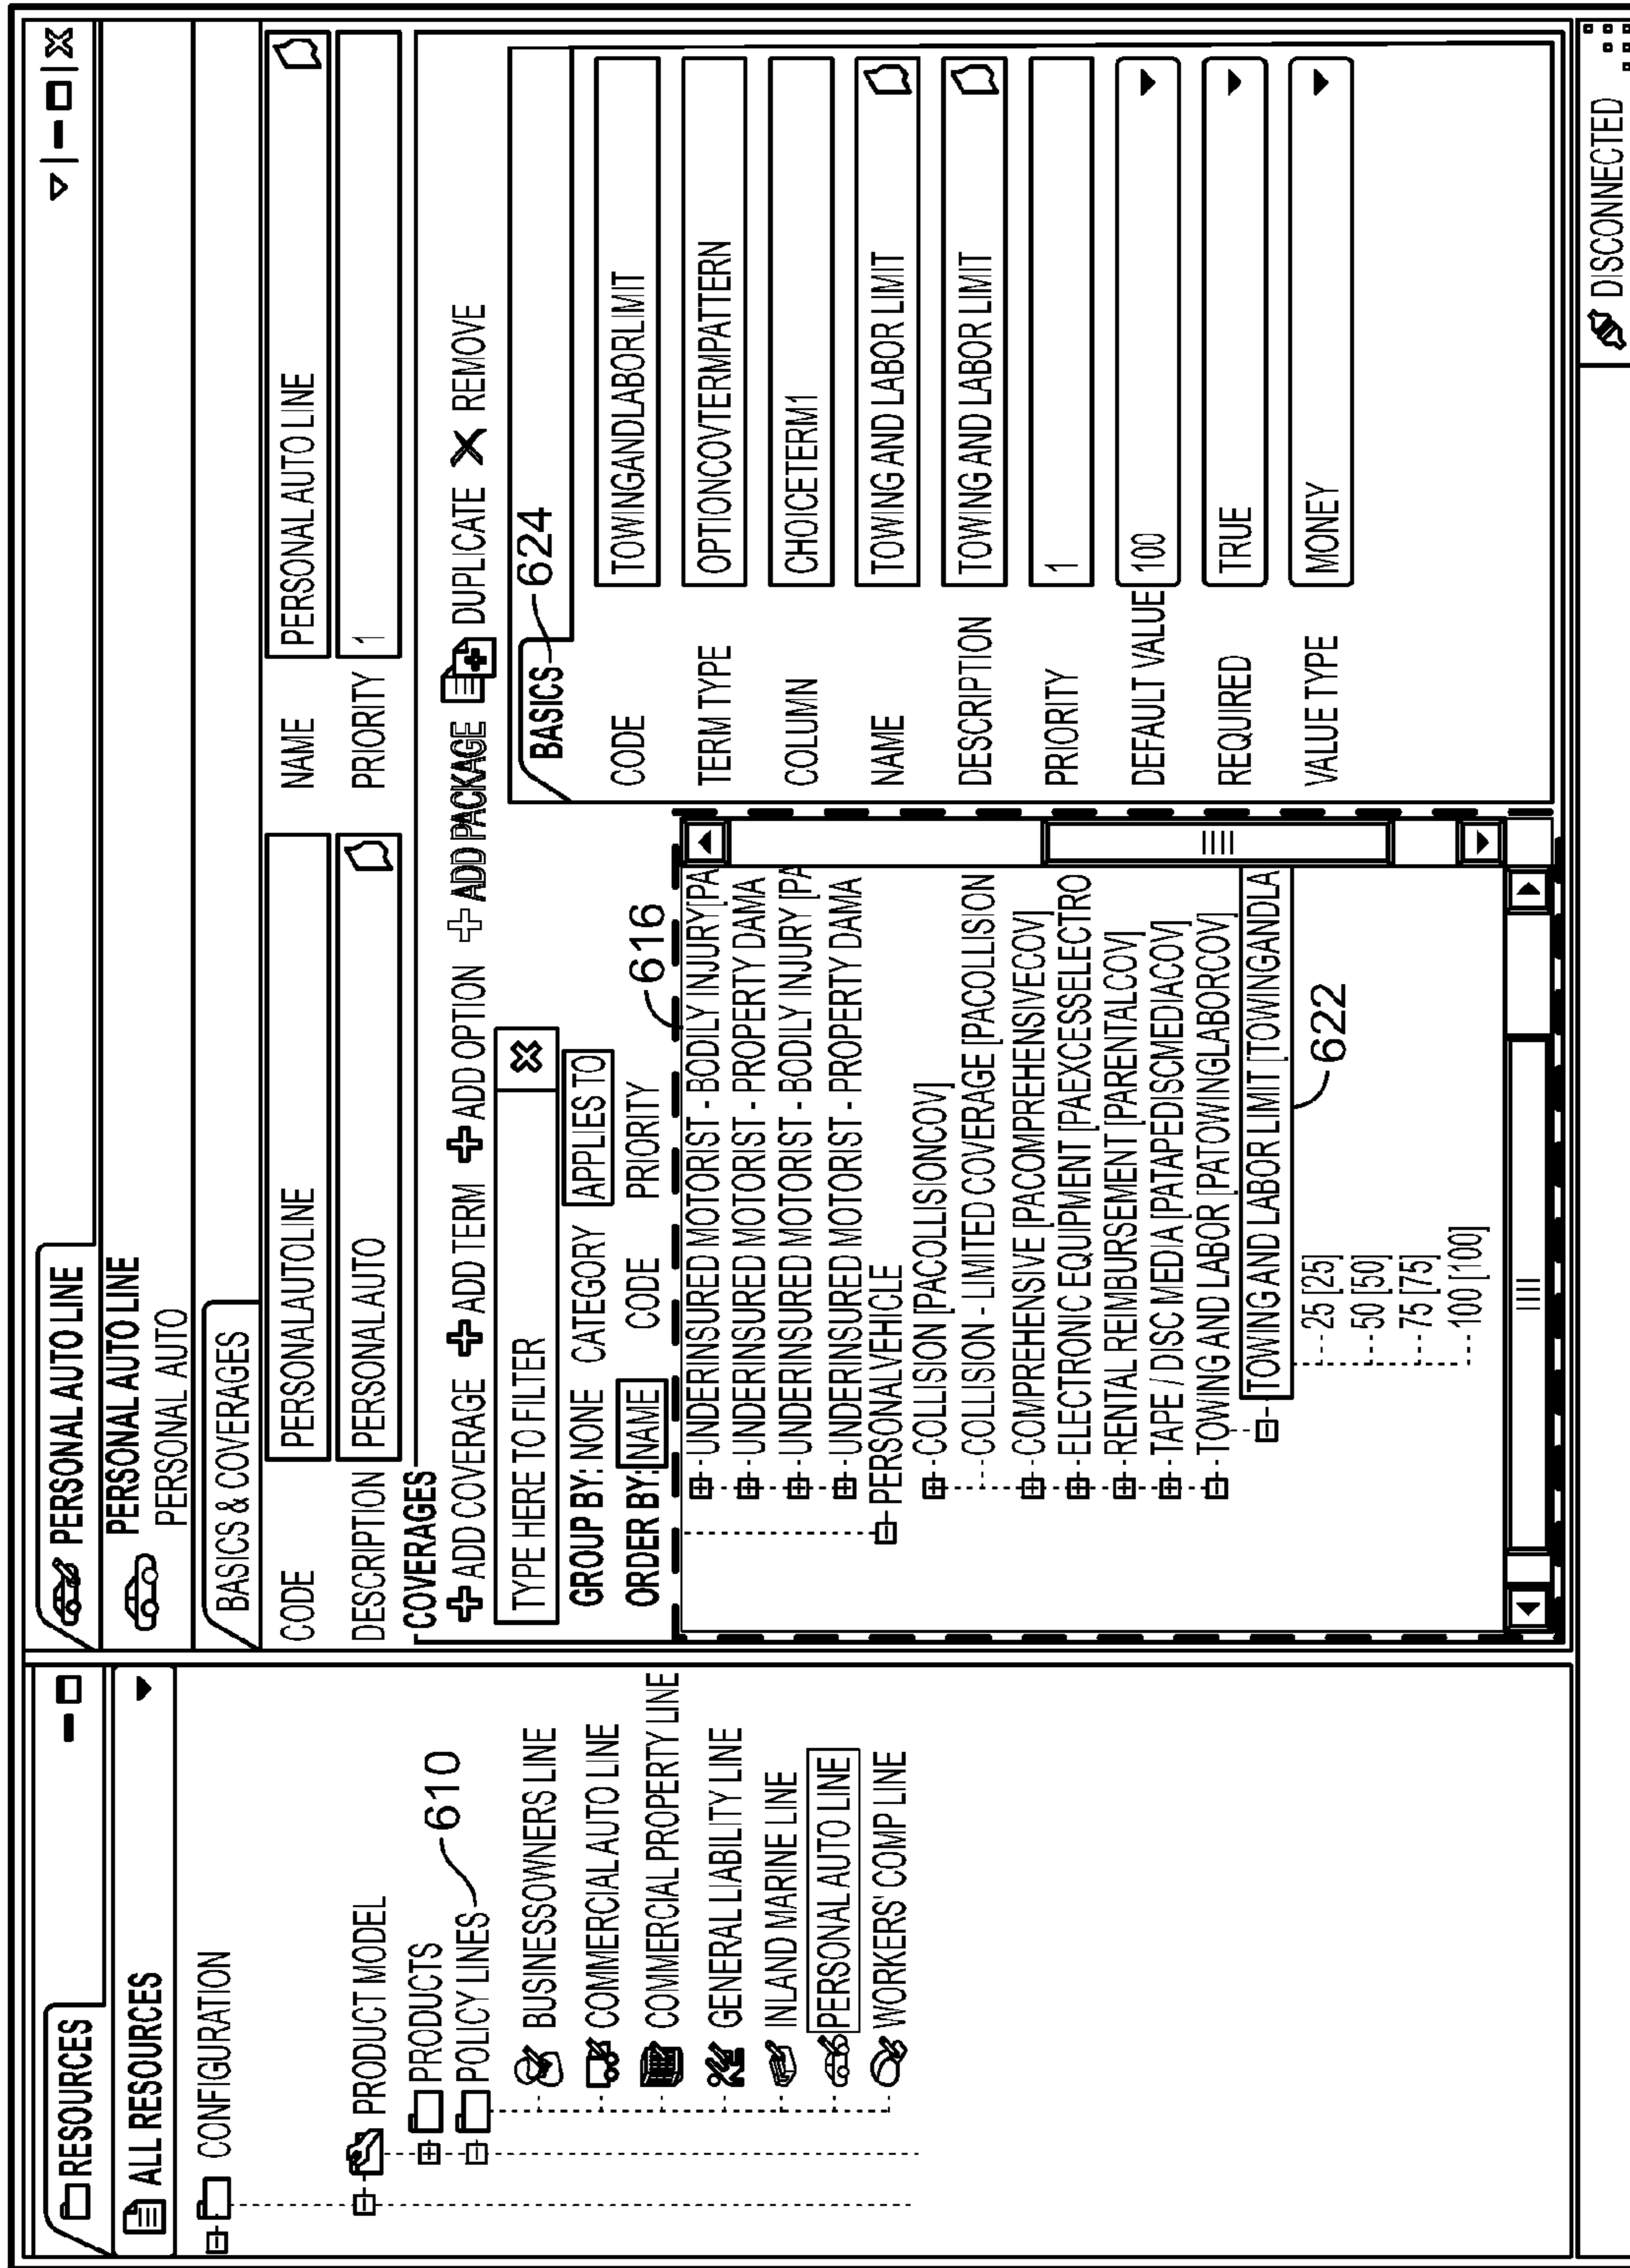 RESOURCES
ALL RESOURCES
CONFIGURATION
PRODUCT MODEL
PRODUCTS
POLICY LINES 610
BUSINESSOWNERS LINE
COMMERCIAL AUTO LINE
COMMERCIAL PROPERTY LINE
GENERAL LIABILITY LINE
INLAND MARINE LINE
PERSONAL AUTO LINE
WORKERS' COMP LINE
PERSONAL AUTO LINE
PERSONAL AUTO LINE
PERSONAL AUTO
BASICS & COVERAGES
CODE PERSONALAUTOLINE NAME PERSONAL AUTO LINE
DESCRIPTION PERSONAL AUTO PRIORITY 1
COVERAGES
ADD COVERAGE ADD TERM ADD OPTION ADD PACKAGE DUPLICATE REMOVE
TYPE HERE TO FILTER
GROUP BY: NONE CATEGORY APPLIES TO
ORDER BY: NAME CODE PRIORITY
616
UNDERINSURED MOTORIST - BODILY INJURY[PA
UNDERINSURED MOTORIST - PROPERTY DAMA
UNDERINSURED MOTORIST - BODILY INJURY [PA
UNDERINSURED MOTORIST - PROPERTY DAMA
PERSONALVEHICLE
COLLISION [PACOLLISIONCOV]
COLLISION - LIMITED COVERAGE [PACOLLISION
COMPREHENSIVE [PACOMPREHENSIVECOV]
ELECTRONIC EQUIPMENT [PAEXCESSELECTRO
RENTAL REIMBURSEMENT [PARENTALCOV]
TAPE / DISC MEDIA [PATAPEDISCMEDIACOV]
TOWING AND LABOR [PATOWINGLABORCOV]
TOWING AND LABOR LIMIT [TOWINGANDLA
25 [25]
50 [50]
75 [75]
100 [100]
622
BASICS 624
CODE TOWINGANDLABORLIMIT
TERM TYPE OPTIONCOVTERMPATTERN
COLUMN CHOICETERM1
NAME TOWING AND LABOR LIMIT
DESCRIPTION TOWING AND LABOR LIMIT
PRIORITY 1
DEFAULT VALUE 100
REQUIRED TRUE
VALUE TYPE MONEY
DISCONNECTED